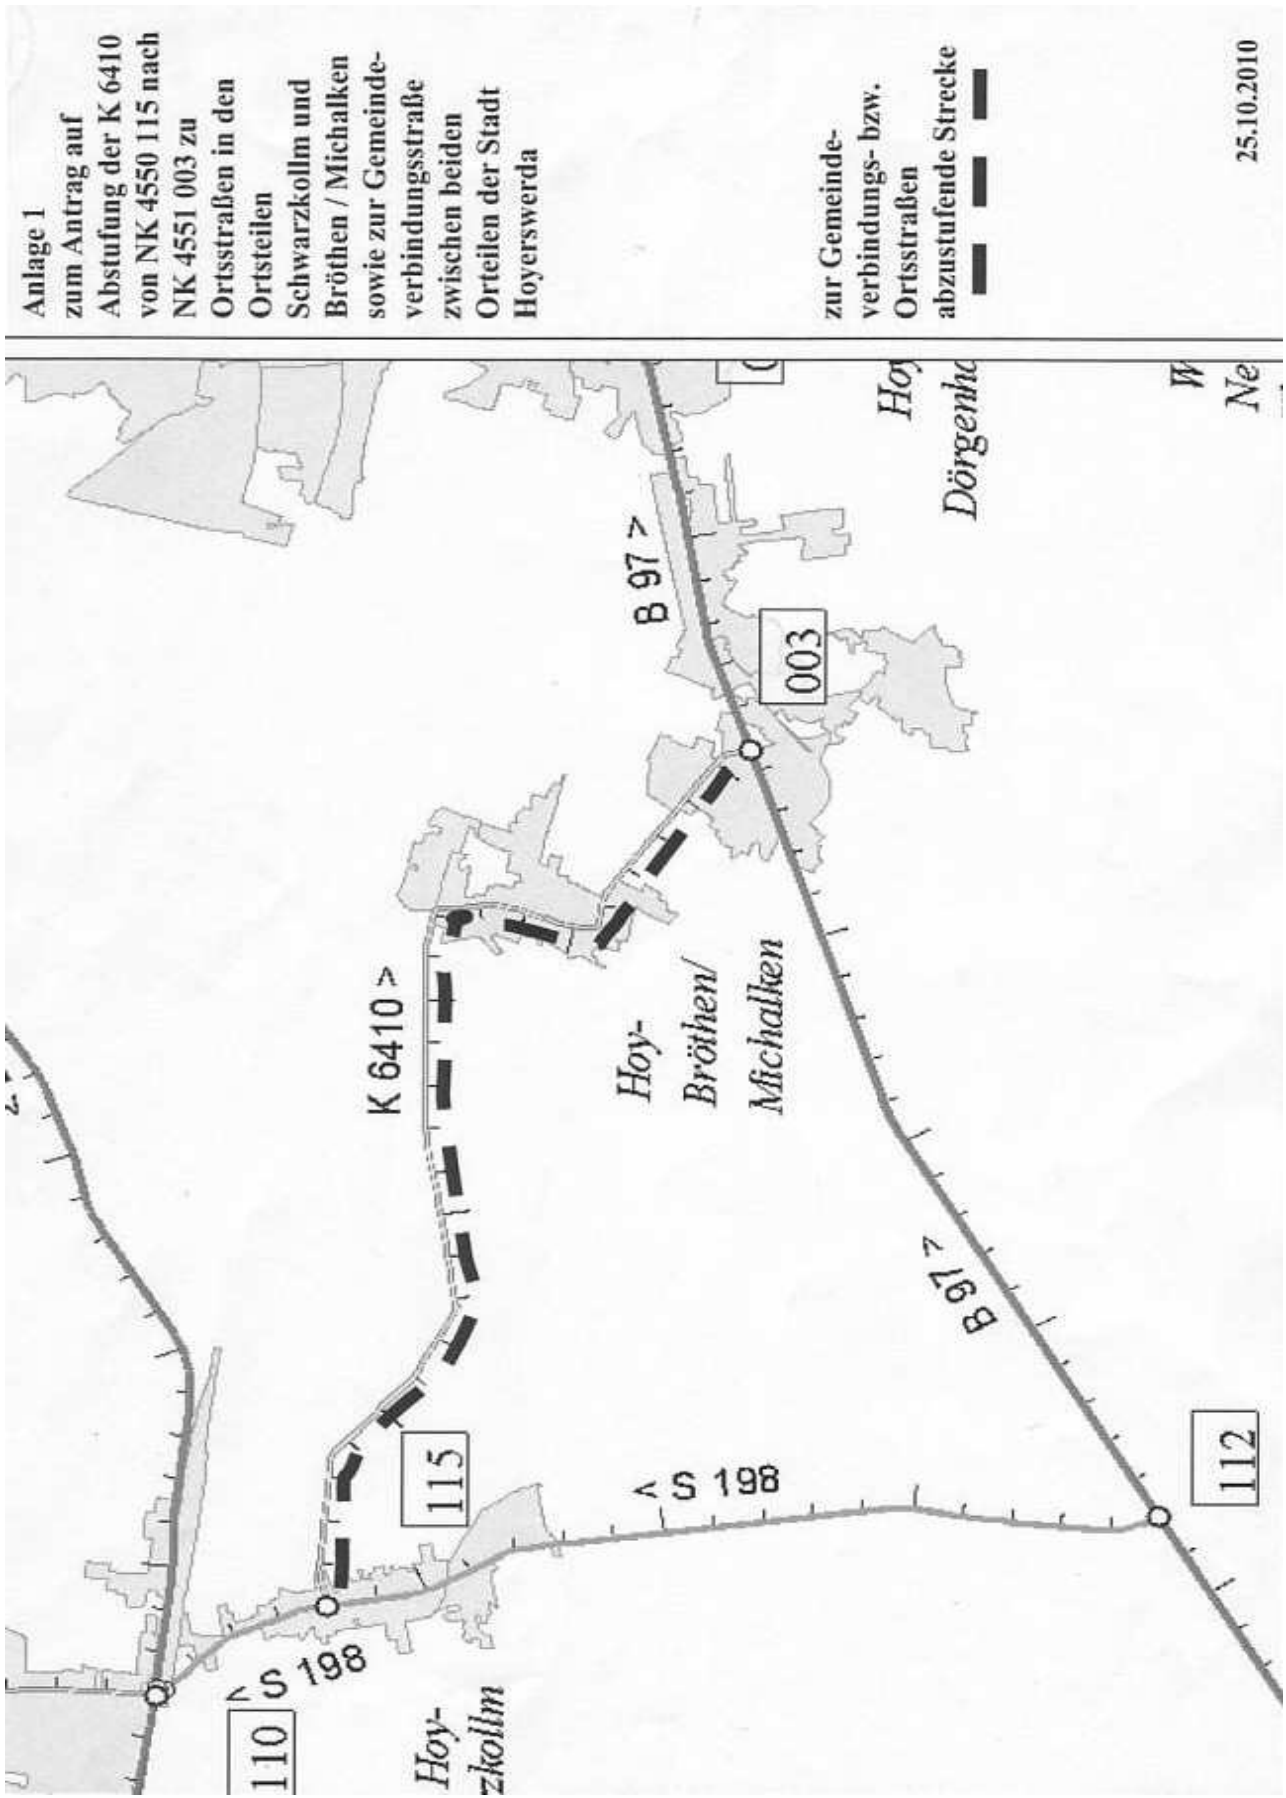 Anlage 1
zum Antrag auf
Abstufung der K 6410
von NK 4550 115 nach
NK 4551 003 zu
Ortsstraßen in den
Ortsteilen
Schwarzkollm und
Bröthen / Michalken
sowie zur Gemeinde-
verbindungsstraße
zwischen beiden
Orteilen der Stadt
Hoyerswerda
zur Gemeinde-
verbindungs- bzw.
Ortsstraßen
abzustufende Strecke
25.10.2010
K 6410 >
B 97 >
003
Hoy
Dörgenho
W
Ne
Hoy-
Bröthen/
Michalken
115
110
< S 198
Hoy-
zkollm
< S 198
B 97 >
112